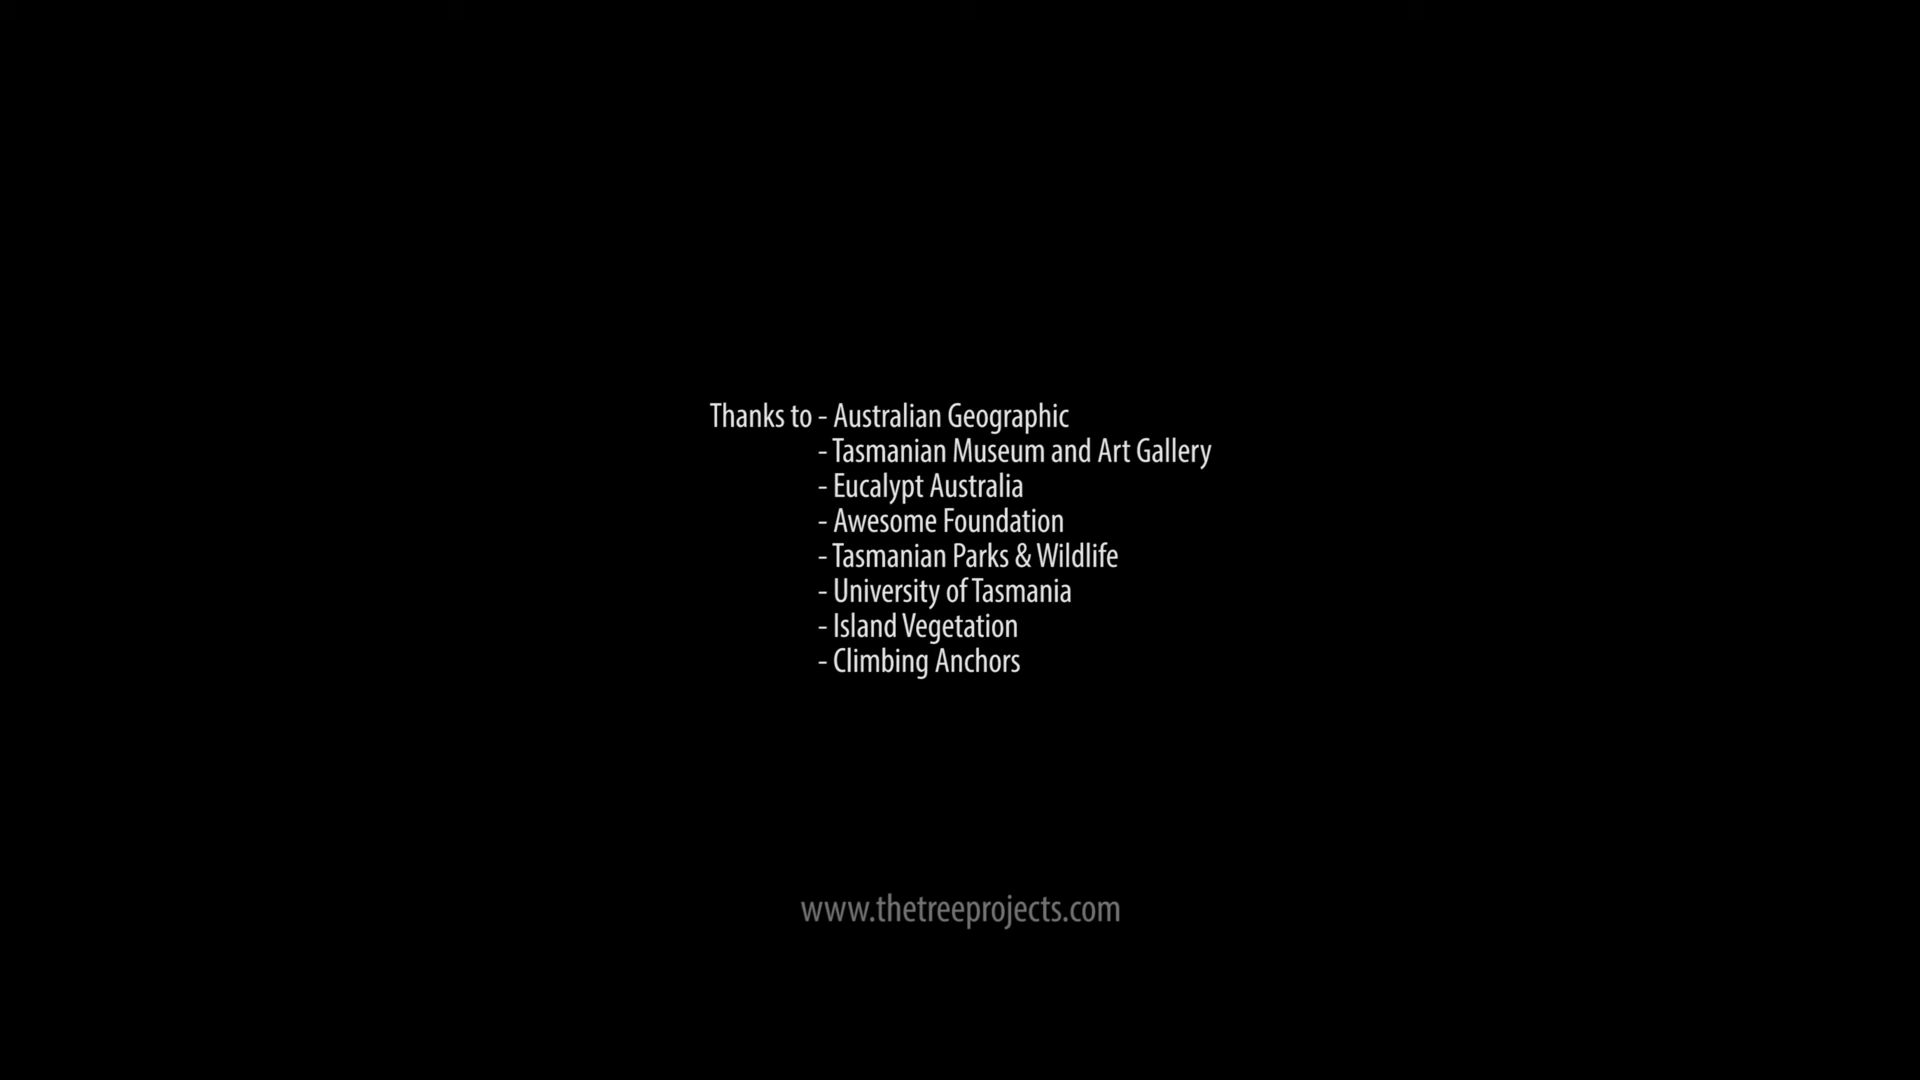 Thanks to - Australian Geographic
- Tasmanian Museum and Art Gallery
- Eucalypt Australia
- Awesome Foundation
- Tasmanian Parks & Wildlife
- University of Tasmania
- Island Vegetation
- Climbing Anchors
www.thetreeprojects.com